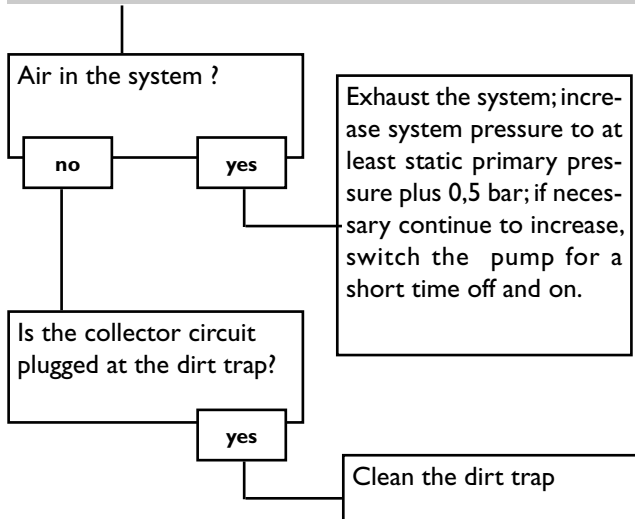 Air in the system ?
no
yes
Exhaust the system; incre-
ase system pressure to at
least static primary pres-
sure plus 0,5 bar; if neces-
sary continue to increase,
switch the pump for a
short time off and on.
Is the collector circuit
plugged at the dirt trap?
yes
Clean the dirt trap